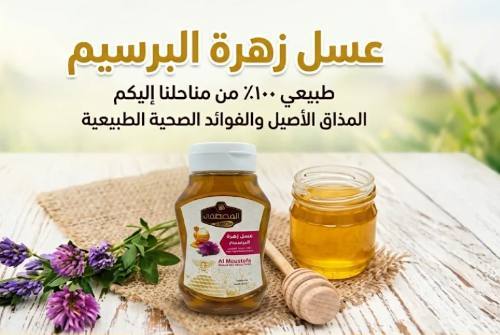 عسل زهرة البرسيم
طبيعي ١٠٠٪ من مناحلنا إليكم
المذاق الأصيل والفوائد الصحية الطبيعية
المصطفى
عسل زهرة
البرسيم
Al Moustafa